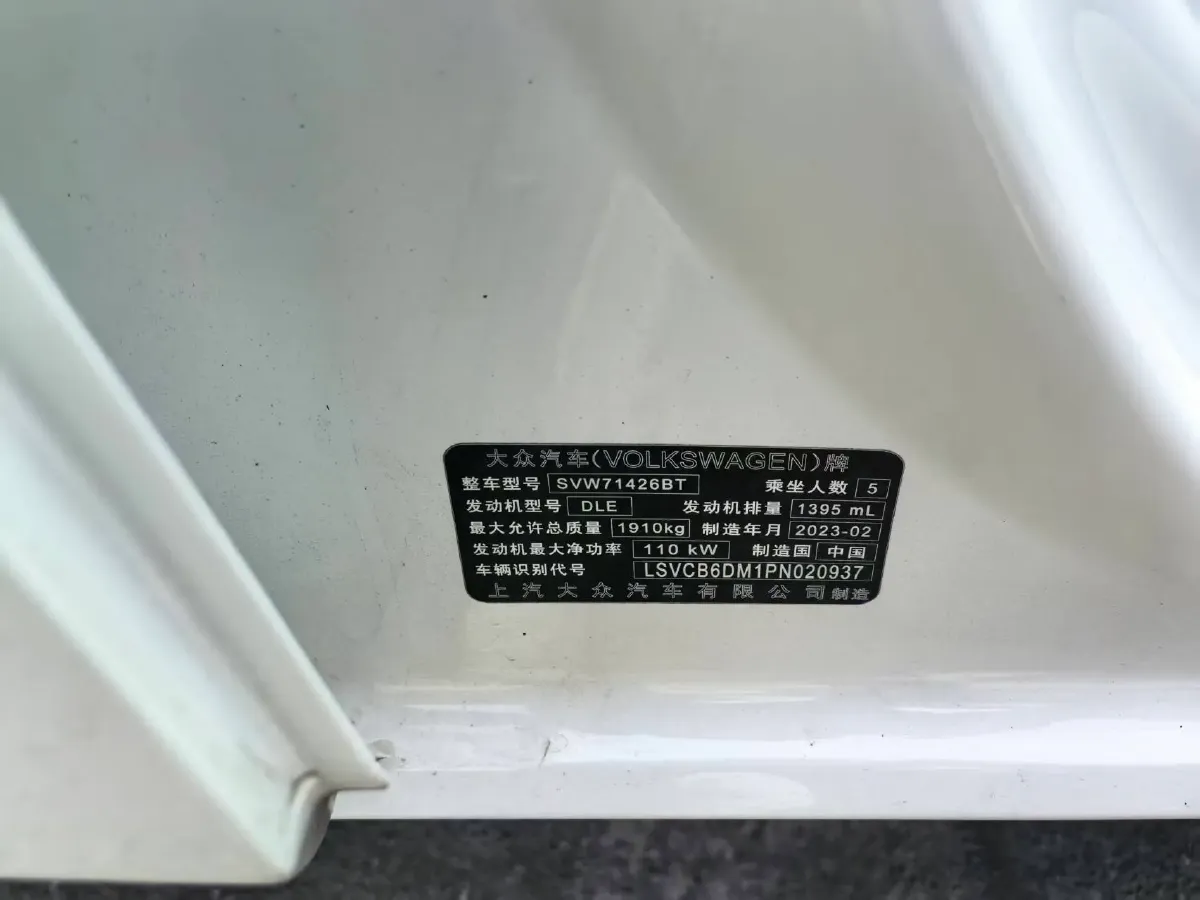 大众汽车(VOLKSWAGEN)牌
整车型号 SVW71426BT 乘坐人数 5
发动机型号 DLE 发动机排量 1395 mL
最大允许总质量 1910kg 制造年月 2023-02
发动机最大净功率 110 kW 制造国 中国
车辆识别代号 LSVCB6DM1PN020937
上汽大众汽车有限公司制造